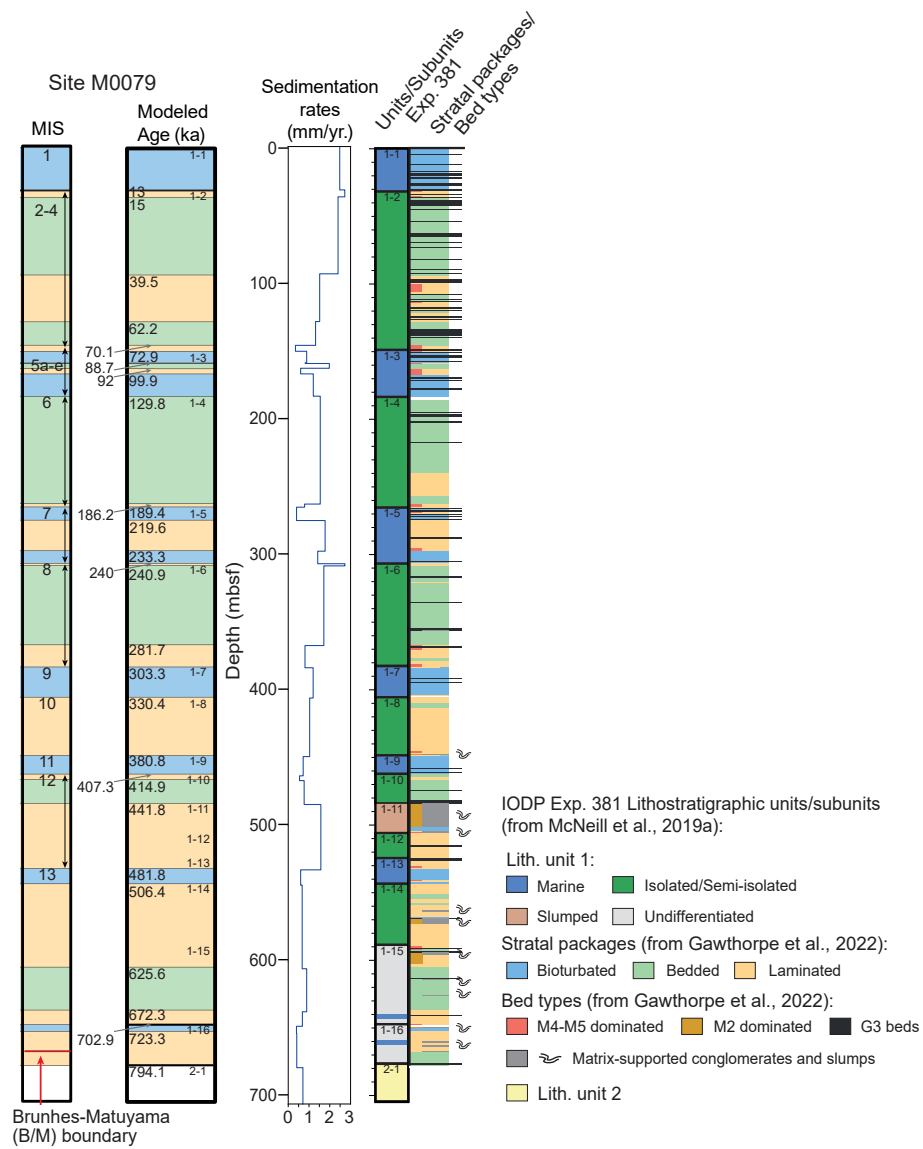 Site M0079
MIS
Modeled
Age (ka)
Sedimentation
rates
(mm/yr.)
Units/Subunits
Exp. 381
Stratal packages/
Bed types
1
2-4
5a-e
6
7
8
9
10
11
12
13
70.1
88.7
92
186.2
240
407.3
702.9
1-1
13 1-2
15
39.5
62.2
72.9 1-3
99.9
129.8 1-4
189.4 1-5
219.6
233.3
240.9 1-6
281.7
303.3 1-7
330.4 1-8
380.8 1-9
1-10
414.9
441.8 1-11
1-12
1-13
481.8
506.4 1-14
1-15
625.6
672.3
1-16
723.3
794.1 2-1
Brunhes-Matuyama
(B/M) boundary
Depth (mbsf)
0
100
200
300
400
500
600
700
0 1 2 3
1-1
1-2
1-3
1-4
1-5
1-6
1-7
1-8
1-9
1-10
1-11
1-12
1-13
1-14
1-15
1-16
2-1
IODP Exp. 381 Lithostratigraphic units/subunits
(from McNeill et al., 2019a):
Lith. unit 1:
Marine Isolated/Semi-isolated
Slumped Undifferentiated
Stratal packages (from Gawthorpe et al., 2022):
Bioturbated Bedded Laminated
Bed types (from Gawthorpe et al., 2022):
M4-M5 dominated M2 dominated G3 beds
Matrix-supported conglomerates and slumps
Lith. unit 2